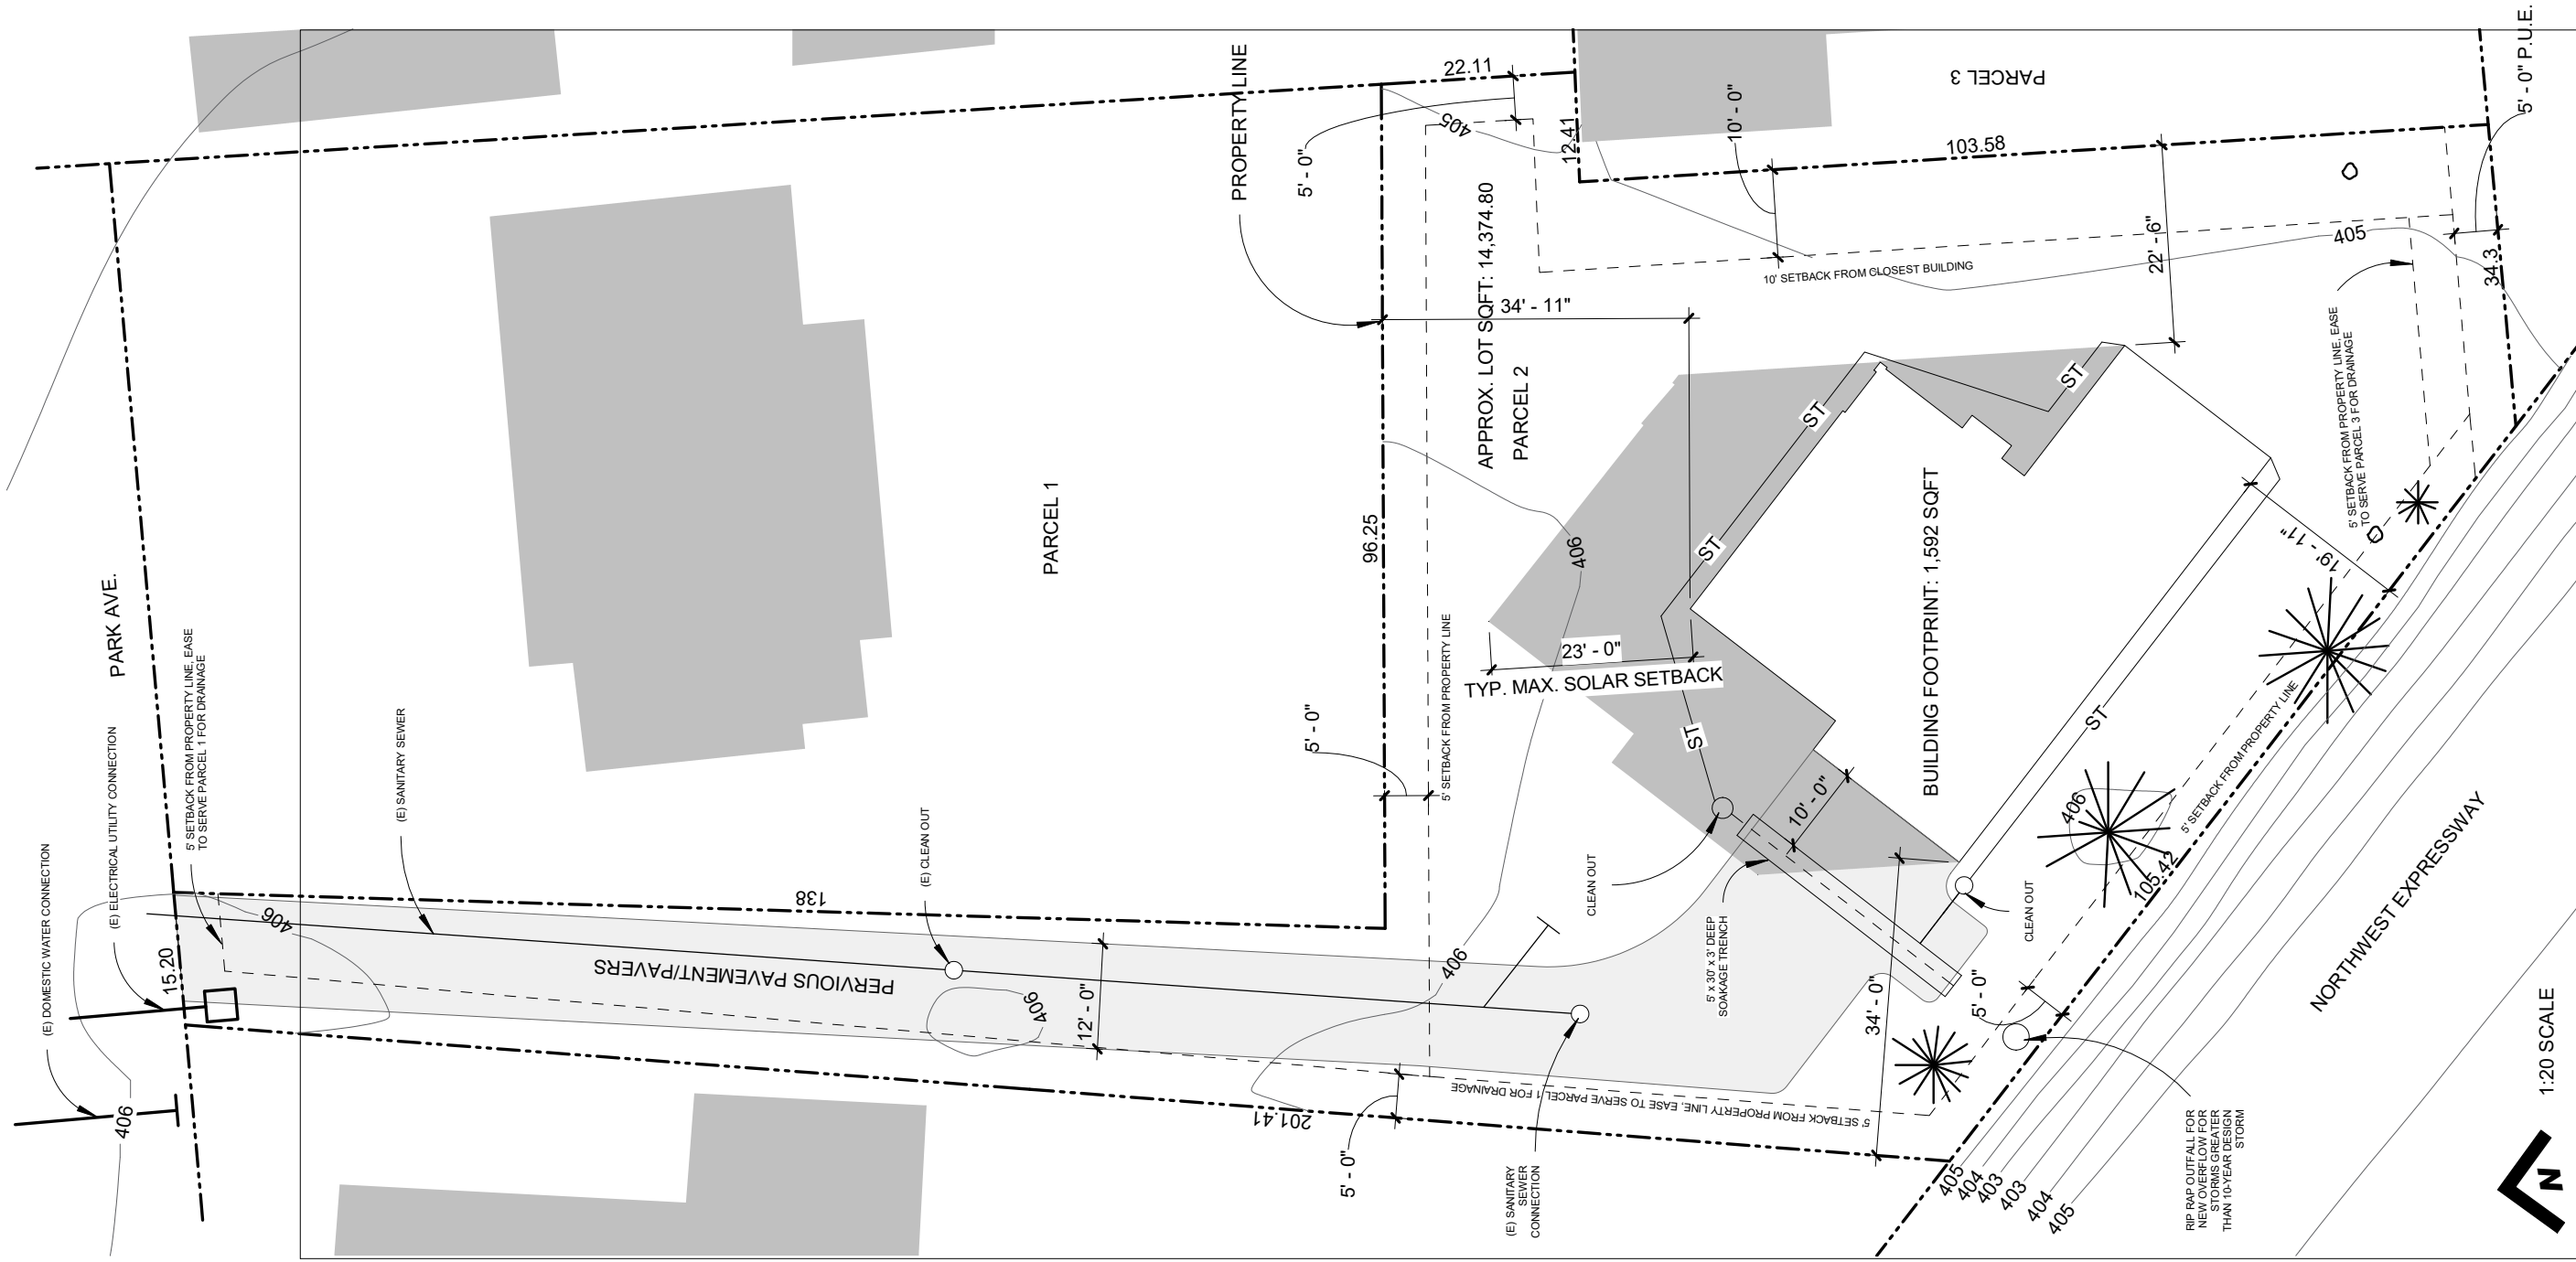 (E) DOMESTIC WATER CONNECTION
(E) ELECTRICAL UTILITY CONNECTION
PARK AVE.
5' SETBACK FROM PROPERTY LINE, EASE
TO SERVE PARCEL 1 FOR DRAINAGE
(E) SANITARY SEWER
15.20
406
406
138
(E) CLEAN OUT
PERVIOUS PAVEMENT/PAVERS
406
12' - 0"
201.41
PARCEL 1
PROPERTY LINE
5' - 0"
22.11
405
12.41
96.25
5' - 0"
5' SETBACK FROM PROPERTY LINE
APPROX. LOT SQFT: 14,374.80
PARCEL 2
34' - 11"
406
23' - 0"
TYP. MAX. SOLAR SETBACK
406
5' - 0"
5' SETBACK FROM PROPERTY LINE, EASE TO SERVE PARCEL 1 FOR DRAINAGE
(E) SANITARY
SEWER
CONNECTION
CLEAN OUT
5' x 30' x 3' DEEP
SOAKAGE TRENCH
10' - 0"
34' - 0"
ST
ST
ST
ST
ST
BUILDING FOOTPRINT: 1,592 SQFT
CLEAN OUT
5' - 0"
10' - 0"
10' SETBACK FROM CLOSEST BUILDING
PARCEL 3
103.58
22' - 6"
405
34.3
5' - 0" P.U.E.
5' SETBACK FROM PROPERTY LINE, EASE
TO SERVE PARCEL 3 FOR DRAINAGE
19' - 11"
406
105.42
5' SETBACK FROM PROPERTY LINE
405
404
403
403
404
405
RIP RAP OUTFALL FOR
NEW OVERFLOW FOR
STORMS GREATER
THAN 10-YEAR DESIGN
STORM
NORTHWEST EXPRESSWAY
1:20 SCALE
N